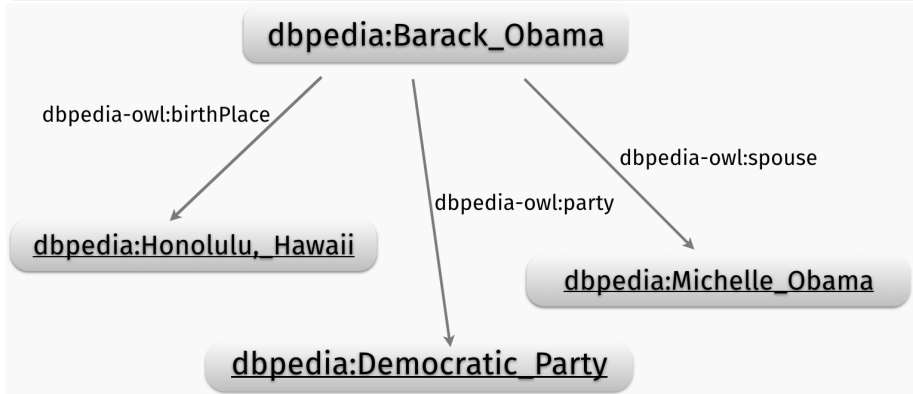 dbpedia:Barack_Obama
dbpedia-owl:birthPlace
dbpedia-owl:spouse
dbpedia-owl:party
dbpedia:Honolulu,_Hawaii
dbpedia:Michelle_Obama
dbpedia:Democratic_Party